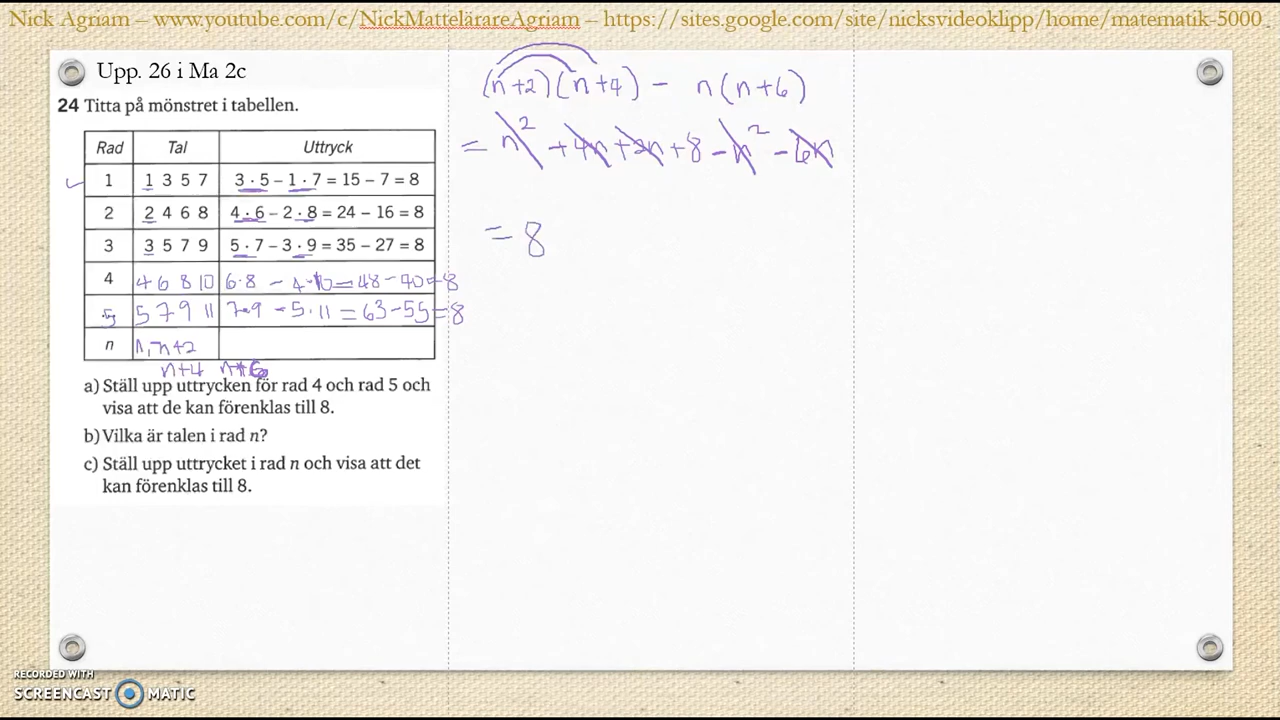 Nick Agriam – www.youtube.com/c/NickMattelärareAgriam – https://sites.google.com/site/nicksvideoklipp/home/matematik-5000
Upp. 26 i Ma 2c
24 Titta på mönstret i tabellen.
Rad Tal Uttryck
1 1 3 5 7 3 · 5 – 1 · 7 = 15 – 7 = 8
2 2 4 6 8 4 · 6 – 2 · 8 = 24 – 16 = 8
3 3 5 7 9 5 · 7 – 3 · 9 = 35 – 27 = 8
4 4 6 8 10 6·8 – 4·10 = 48 – 40 = 8
5 5 7 9 11 7·9 – 5·11 = 63 – 55 = 8
n n, n+2
n+4 n+6
a) Ställ upp uttrycken för rad 4 och rad 5 och
visa att de kan förenklas till 8.
b) Vilka är talen i rad n?
c) Ställ upp uttrycket i rad n och visa att det
kan förenklas till 8.
(n+2)(n+4) – n(n+6)
= n² + 4n + 2n + 8 – n² – 6n
= 8
RECORDED WITH
SCREENCAST MATIC